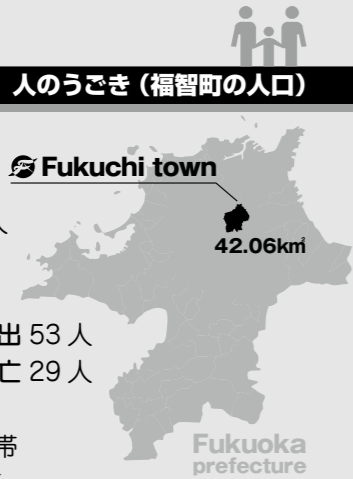 人のうごき（福智町の人口）
Fukuchi town
人
42.06k㎡
出 53 人
亡 29 人
帯
Fukuoka
prefecture